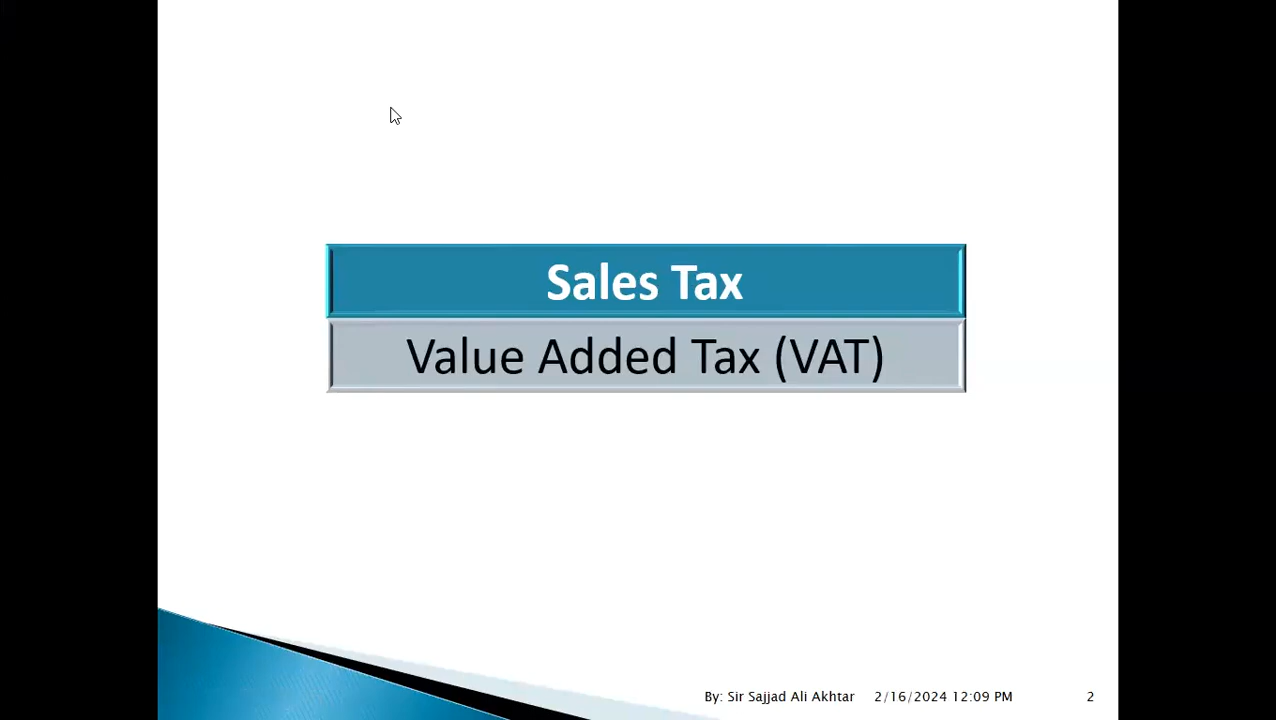 Sales Tax
Value Added Tax (VAT)
By: Sir Sajjad Ali Akhtar 2/16/2024 12:09 PM 2